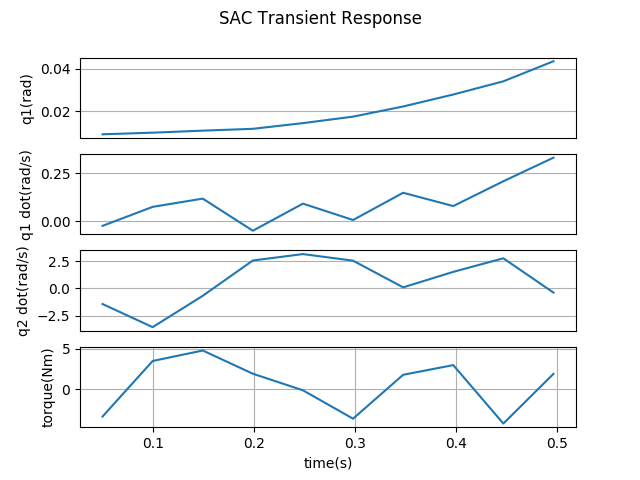 SAC Transient Response
q1(rad)
0.04
0.02
q1 dot(rad/s)
0.25
0.00
q2 dot(rad/s)
2.5
0.0
−2.5
torque(Nm)
5
0
0.1 0.2 0.3 0.4 0.5
time(s)